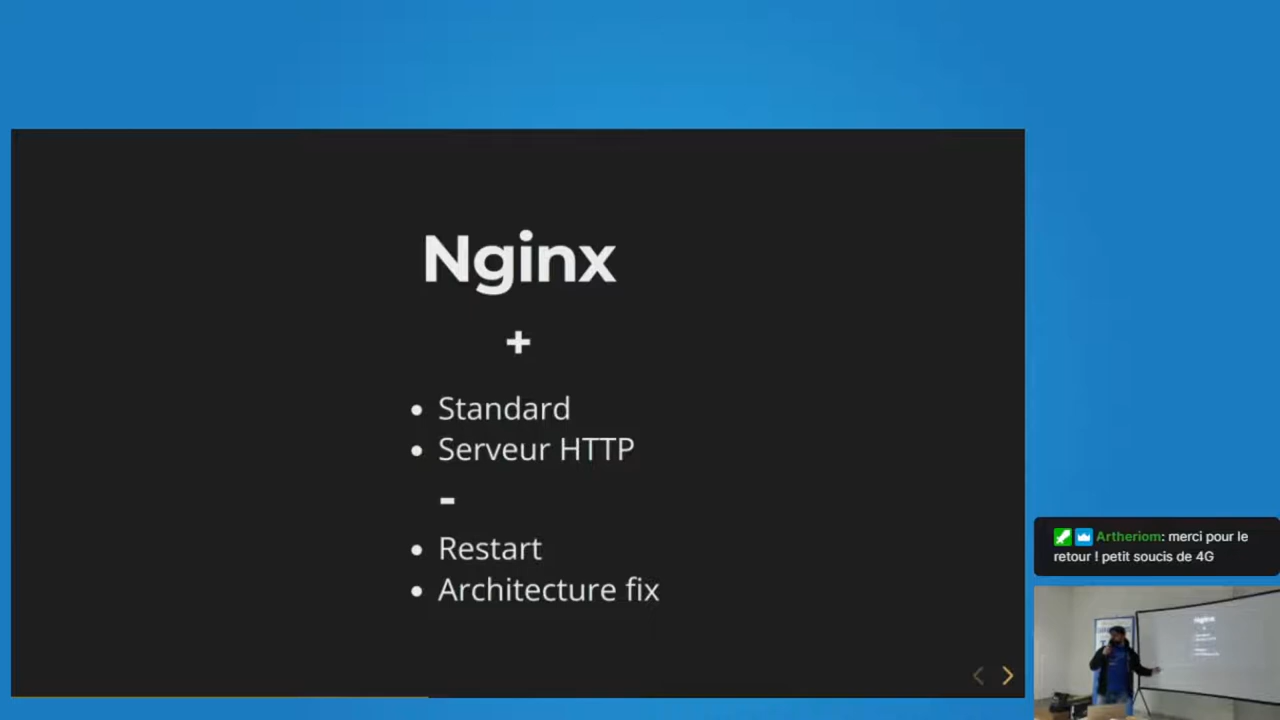 Nginx
+
Standard
Serveur HTTP
-
Restart
Architecture fix
Artheriom: merci pour le
retour ! petit soucis de 4G